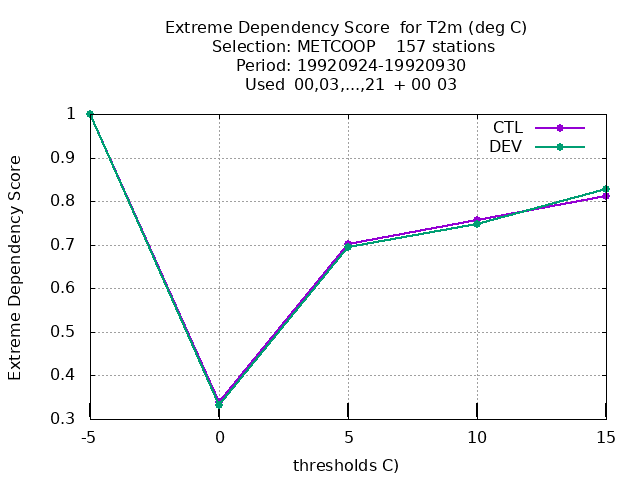 Extreme Dependency Score  for T2m (deg C)
Selection: METCOOP    157 stations
Period: 19920924-19920930
Used  00,03,...,21  + 00 03
CTL
DEV
Extreme Dependency Score
1
0.9
0.8
0.7
0.6
0.5
0.4
0.3
-5 0 5 10 15
thresholds C)